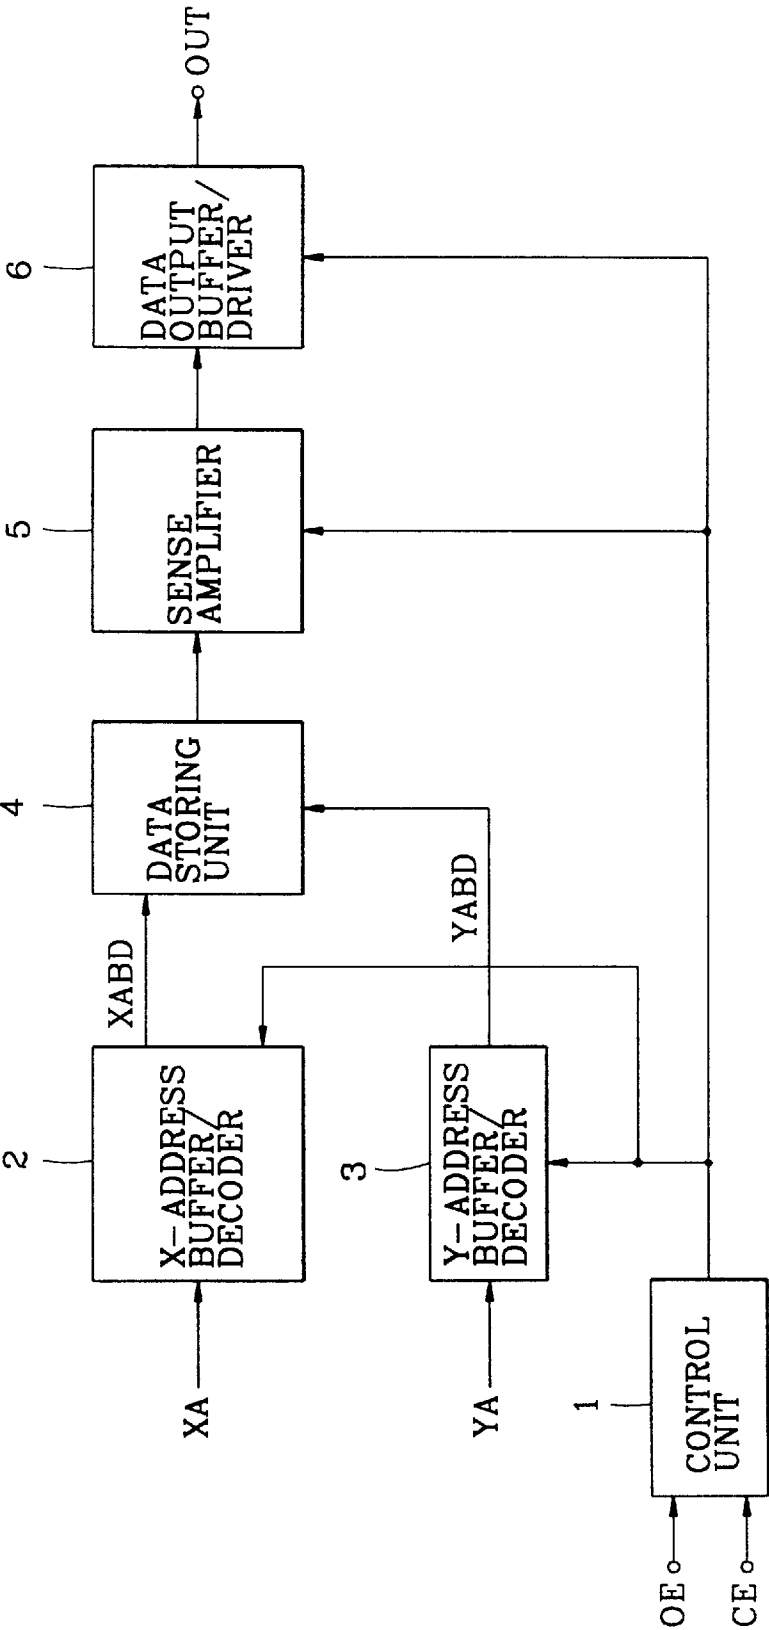 XA
2
X-ADDRESS
BUFFER/
DECODER
XABD
4
DATA
STORING
UNIT
5
SENSE
AMPLIFIER
6
DATA
OUTPUT
BUFFER/
DRIVER
OUT
YA
3
Y-ADDRESS
BUFFER/
DECODER
YABD
OE
CE
1
CONTROL
UNIT